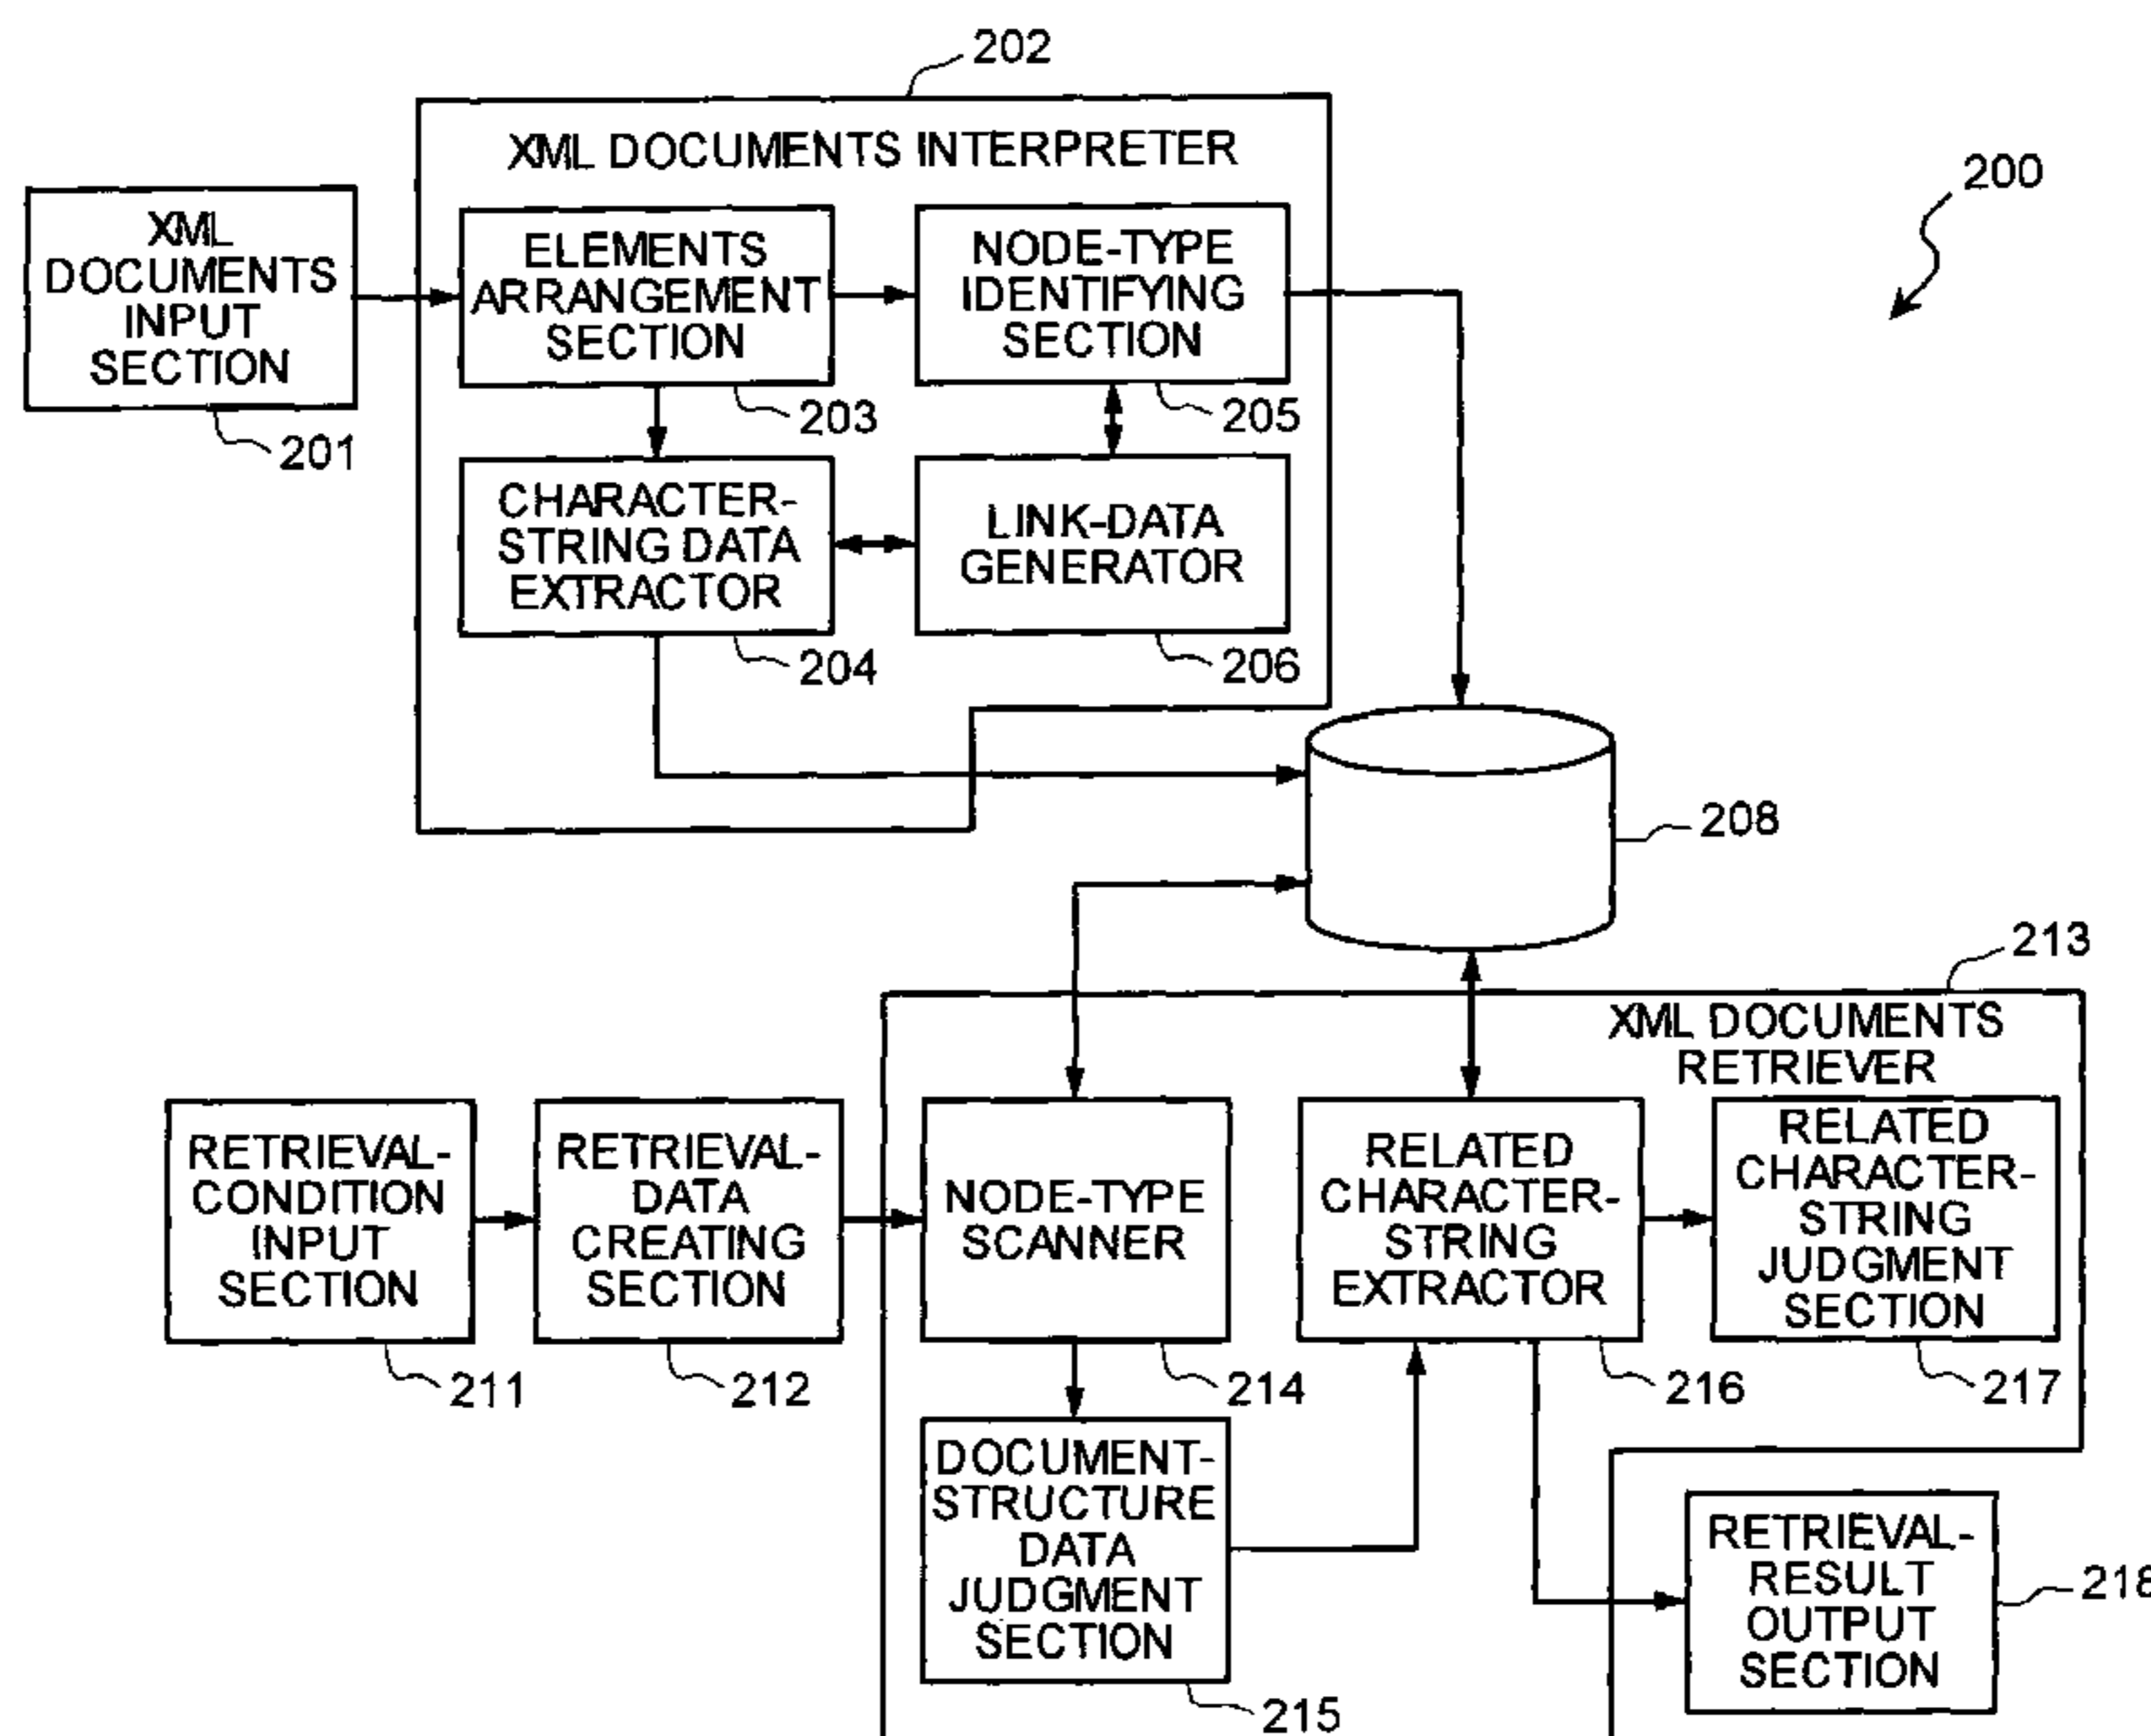 202
XML DOCUMENTS INTERPRETER
200
XML
DOCUMENTS
INPUT
SECTION
201
ELEMENTS
ARRANGEMENT
SECTION
203
NODE-TYPE
IDENTIFYING
SECTION
205
CHARACTER-
STRING DATA
EXTRACTOR
204
LINK-DATA
GENERATOR
206
208
213
XML DOCUMENTS
RETRIEVER
RETRIEVAL-
CONDITION
INPUT
SECTION
211
RETRIEVAL-
DATA
CREATING
SECTION
212
NODE-TYPE
SCANNER
214
RELATED
CHARACTER-
STRING
EXTRACTOR
216
RELATED
CHARACTER-
STRING
JUDGMENT
SECTION
217
DOCUMENT-
STRUCTURE
DATA
JUDGMENT
SECTION
215
RETRIEVAL-
RESULT
OUTPUT
SECTION
218